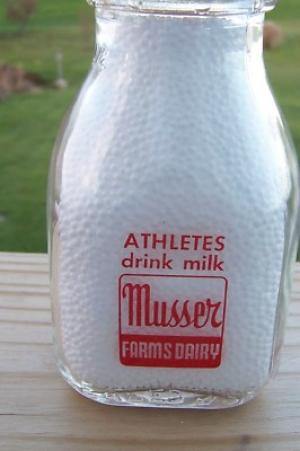 ATHLETES
drink milk
Musser
FARMS DAIRY